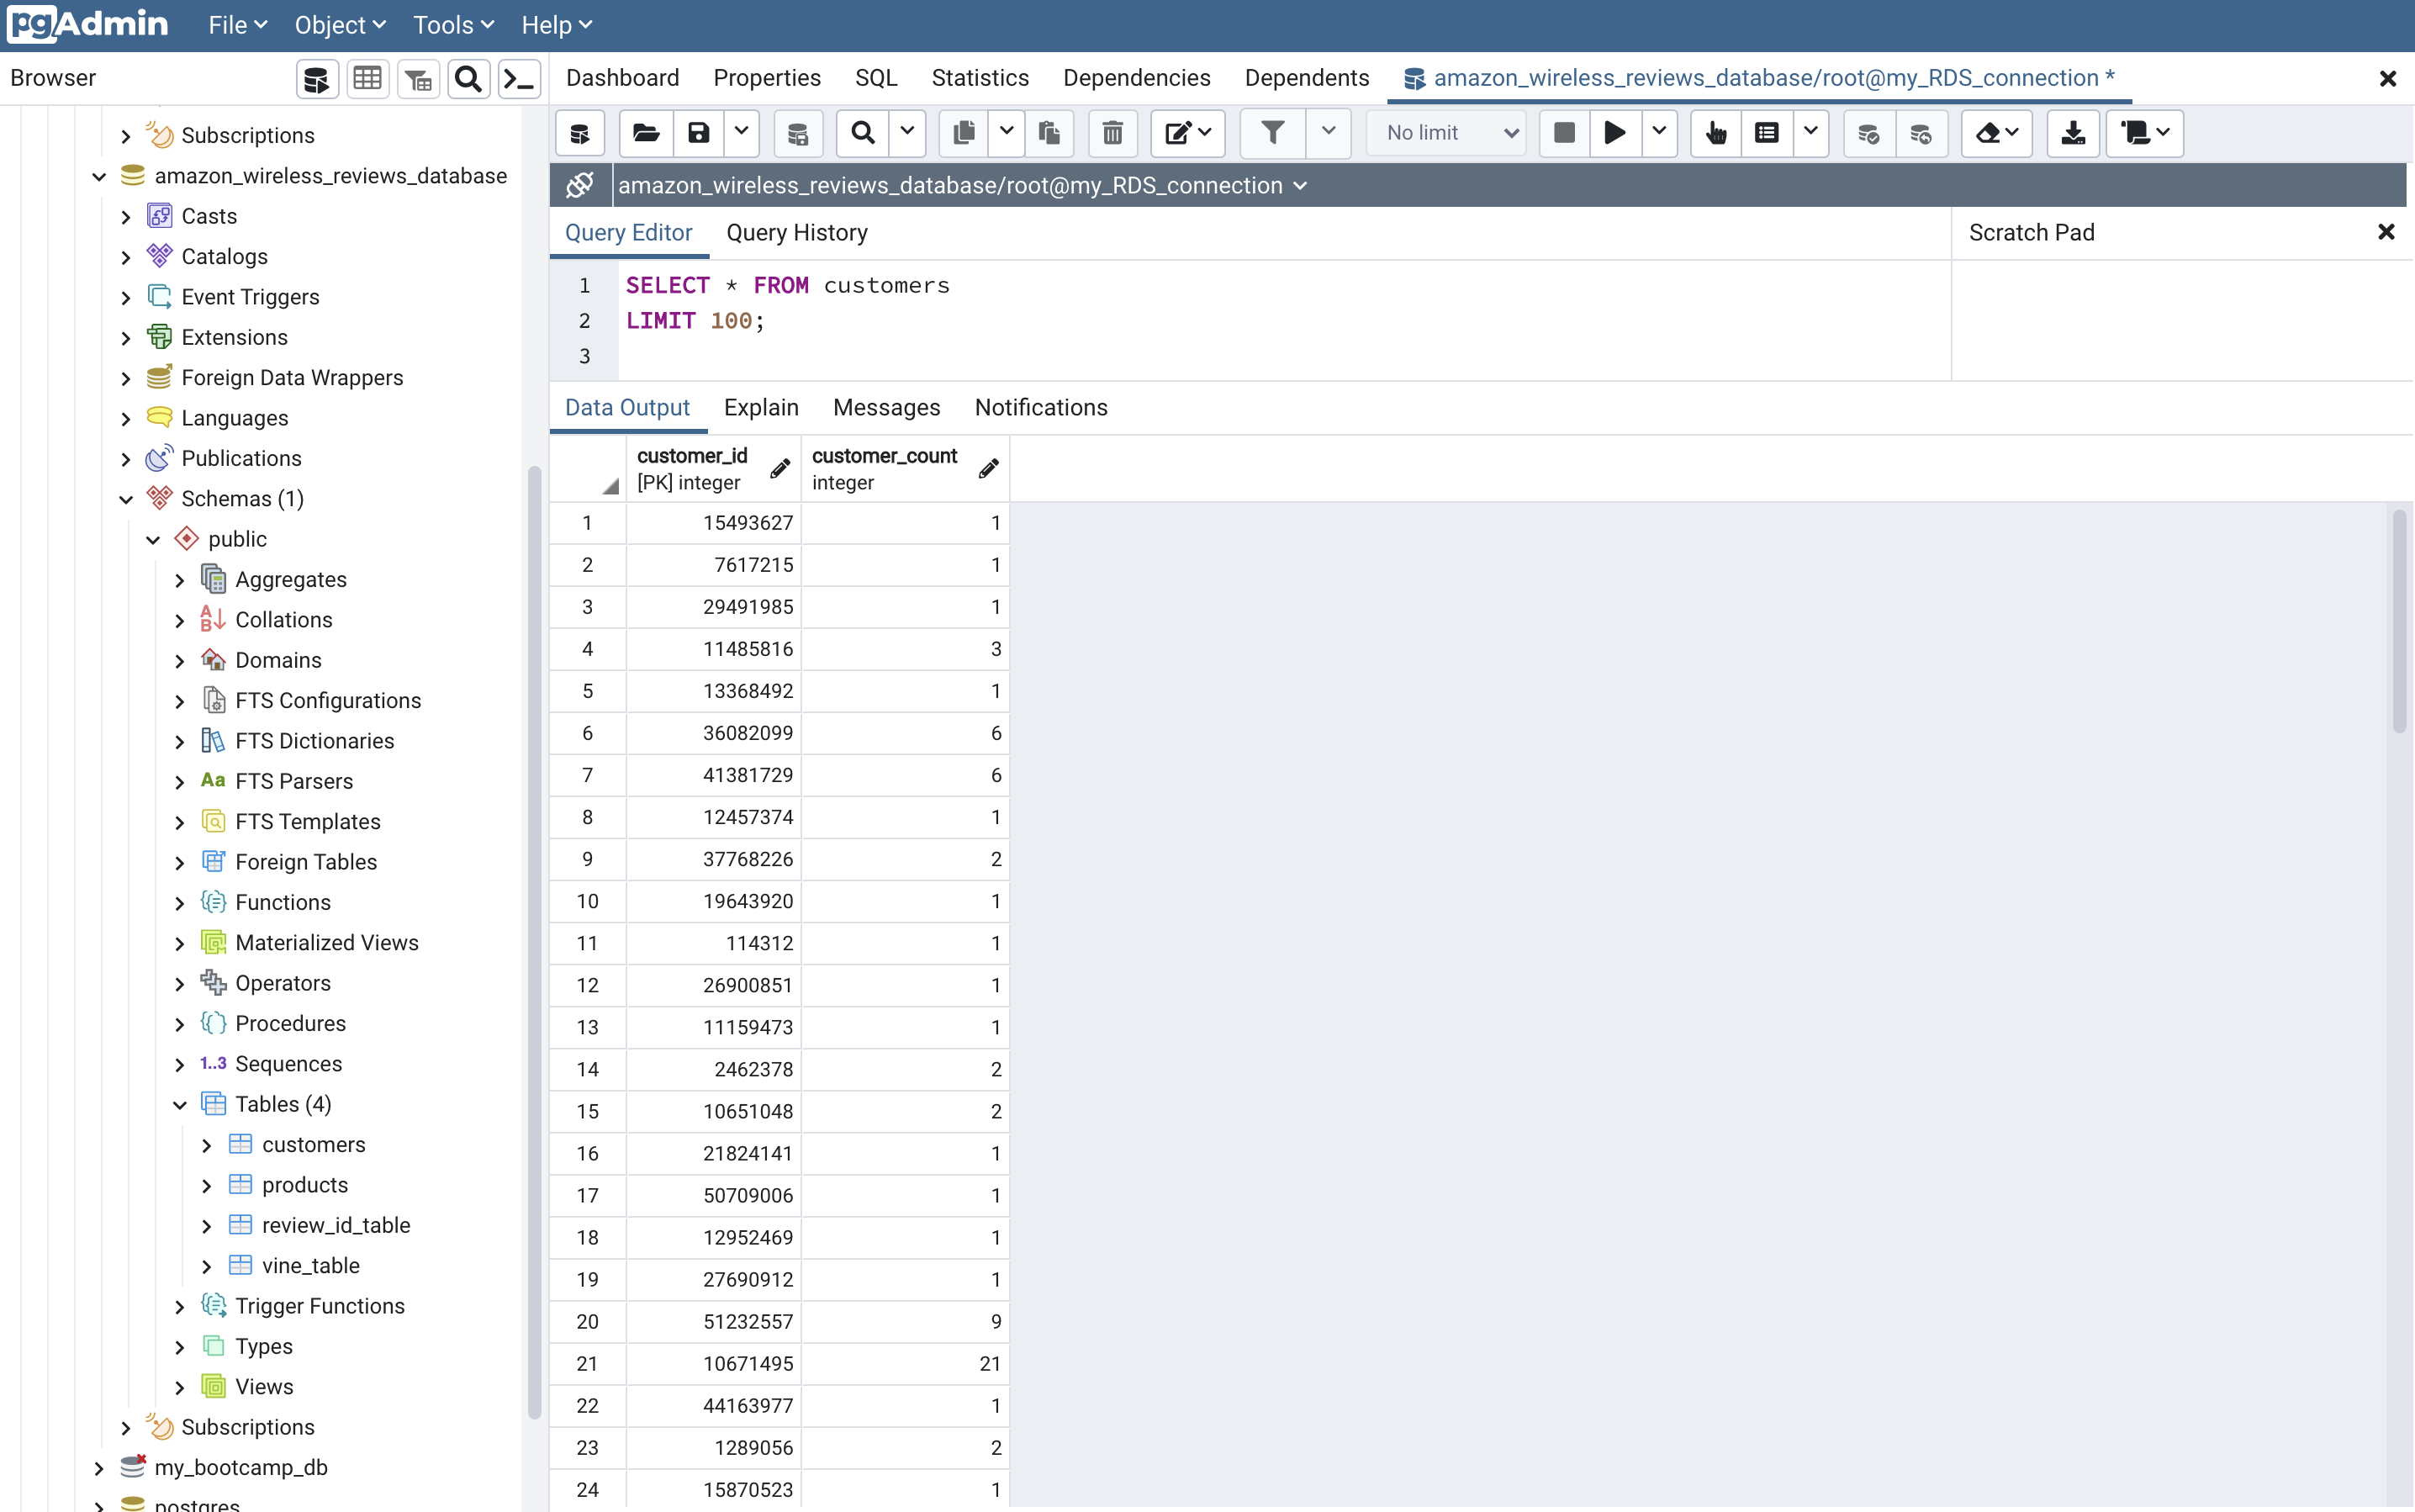 pgAdmin File Object Tools Help
Browser
Dashboard Properties SQL Statistics Dependencies Dependents amazon_wireless_reviews_database/root@my_RDS_connection *
No limit
Subscriptions
amazon_wireless_reviews_database
Casts
Catalogs
Event Triggers
Extensions
Foreign Data Wrappers
Languages
Publications
Schemas (1)
public
Aggregates
Collations
Domains
FTS Configurations
FTS Dictionaries
Aa FTS Parsers
FTS Templates
Foreign Tables
Functions
Materialized Views
Operators
Procedures
1..3 Sequences
Tables (4)
customers
products
review_id_table
vine_table
Trigger Functions
Types
Views
Subscriptions
my_bootcamp_db
postgres
amazon_wireless_reviews_database/root@my_RDS_connection
Query Editor Query History
Scratch Pad
1 SELECT * FROM customers
2 LIMIT 100;
3
Data Output Explain Messages Notifications
customer_id customer_count
[PK] integer integer
1 15493627 1
2 7617215 1
3 29491985 1
4 11485816 3
5 13368492 1
6 36082099 6
7 41381729 6
8 12457374 1
9 37768226 2
10 19643920 1
11 114312 1
12 26900851 1
13 11159473 1
14 2462378 2
15 10651048 2
16 21824141 1
17 50709006 1
18 12952469 1
19 27690912 1
20 51232557 9
21 10671495 21
22 44163977 1
23 1289056 2
24 15870523 1